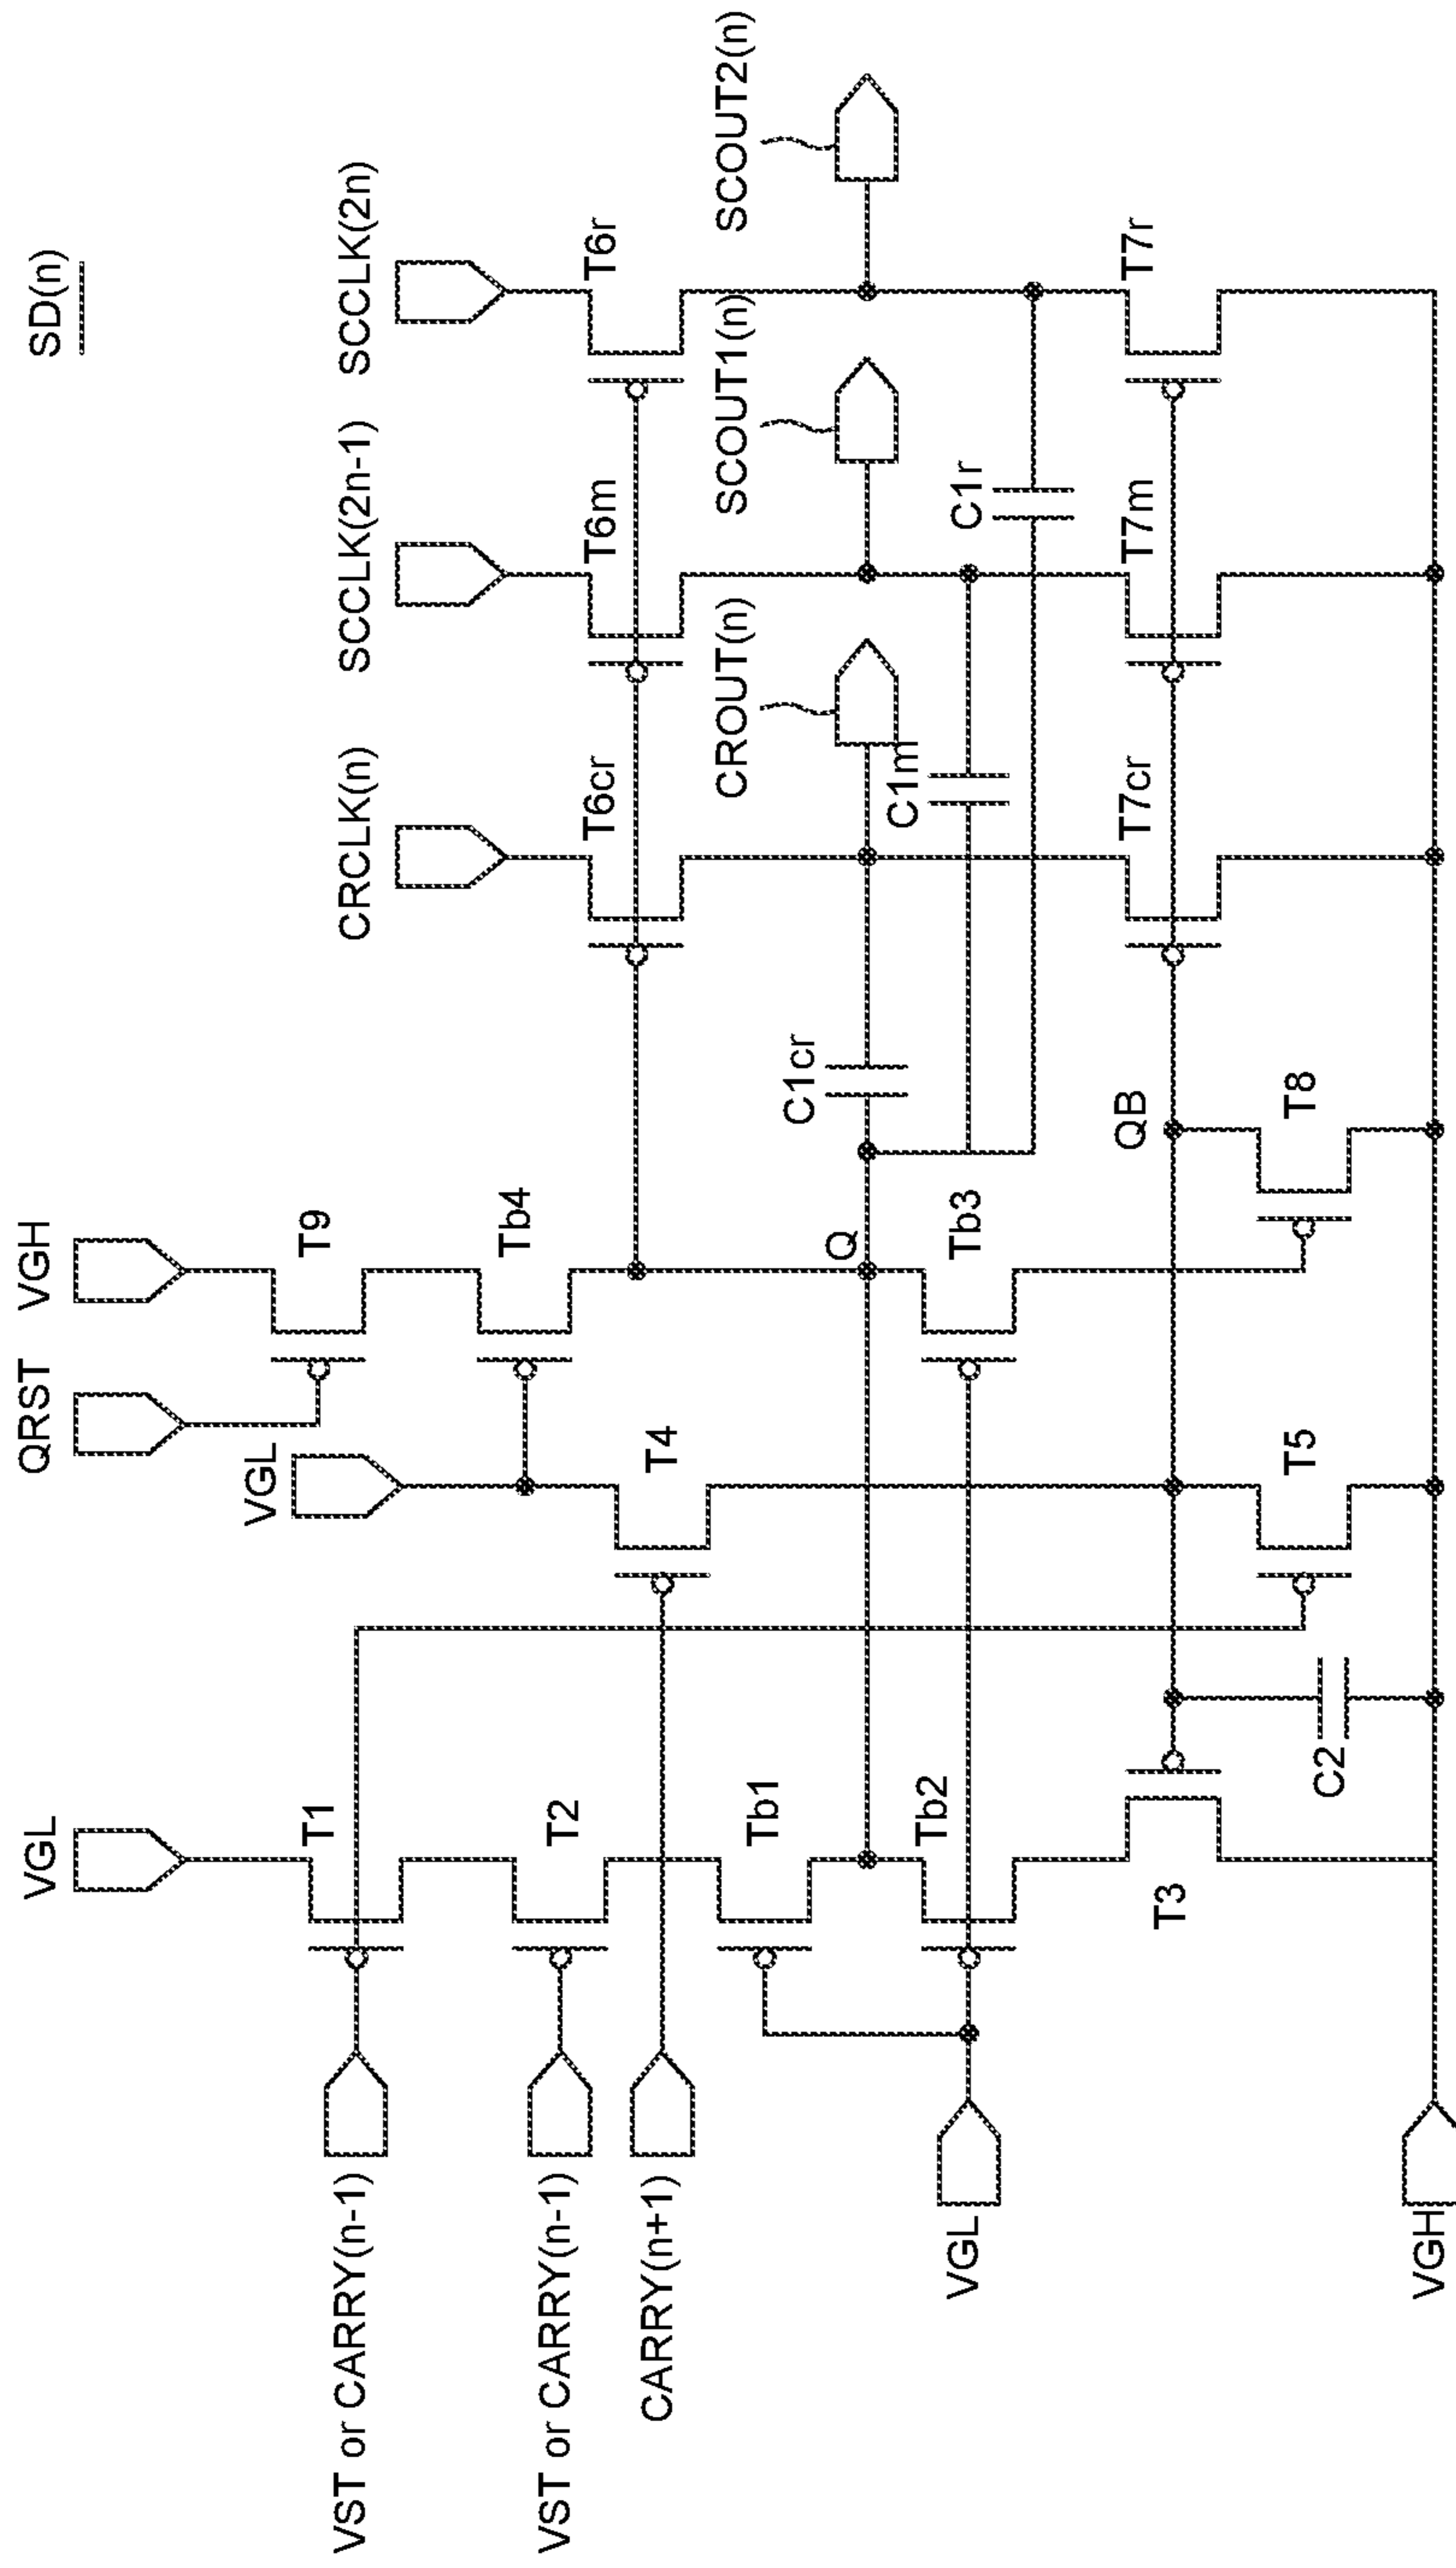 SD(n)
VGL
QRST
VGH
CRCLK(n)
SCCLK(2n-1)
SCCLK(2n)
VGL
VST or CARRY(n-1)
T1
T9
VST or CARRY(n-1)
T2
Tb4
T6cr
T6m
T6r
CARRY(n+1)
T4
Tb1
CROUT(n)
SCOUT1(n)
SCOUT2(n)
Q
C1cr
C1m
C1r
VGL
Tb2
Tb3
QB
T3
T7cr
T7m
T7r
C2
T5
T8
VGH